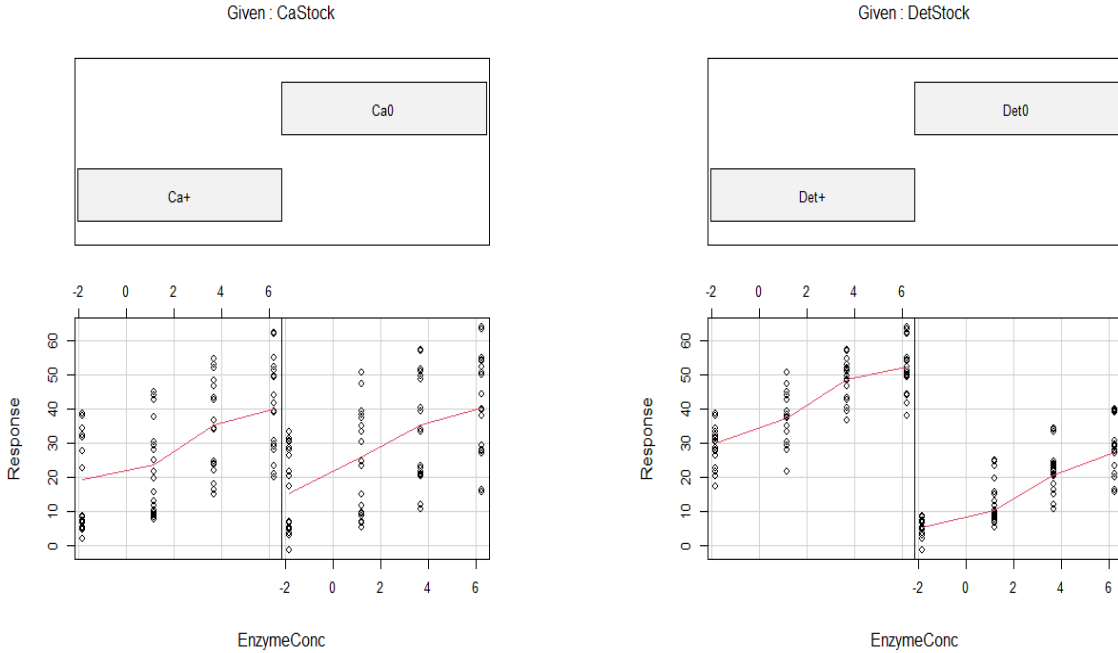 Given : CaStock
Ca0
Ca+
-2 0 2 4 6
60
50
40
30
20
10
0
Response
-2 0 2 4 6
EnzymeConc
Given : DetStock
Det0
Det+
-2 0 2 4 6
60
50
40
30
20
10
0
Response
-2 0 2 4 6
EnzymeConc